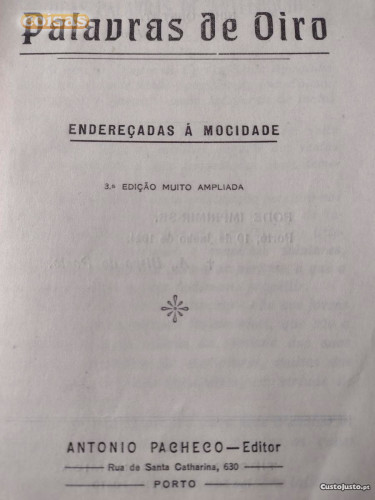 coisas
Palavras de Oiro
ENDEREÇADAS Á MOCIDADE
3.ª EDIÇÃO MUITO AMPLIADA
ANTONIO PACHECO—Editor
Rua de Santa Catharina, 630
PORTO
CustoJusto.pt